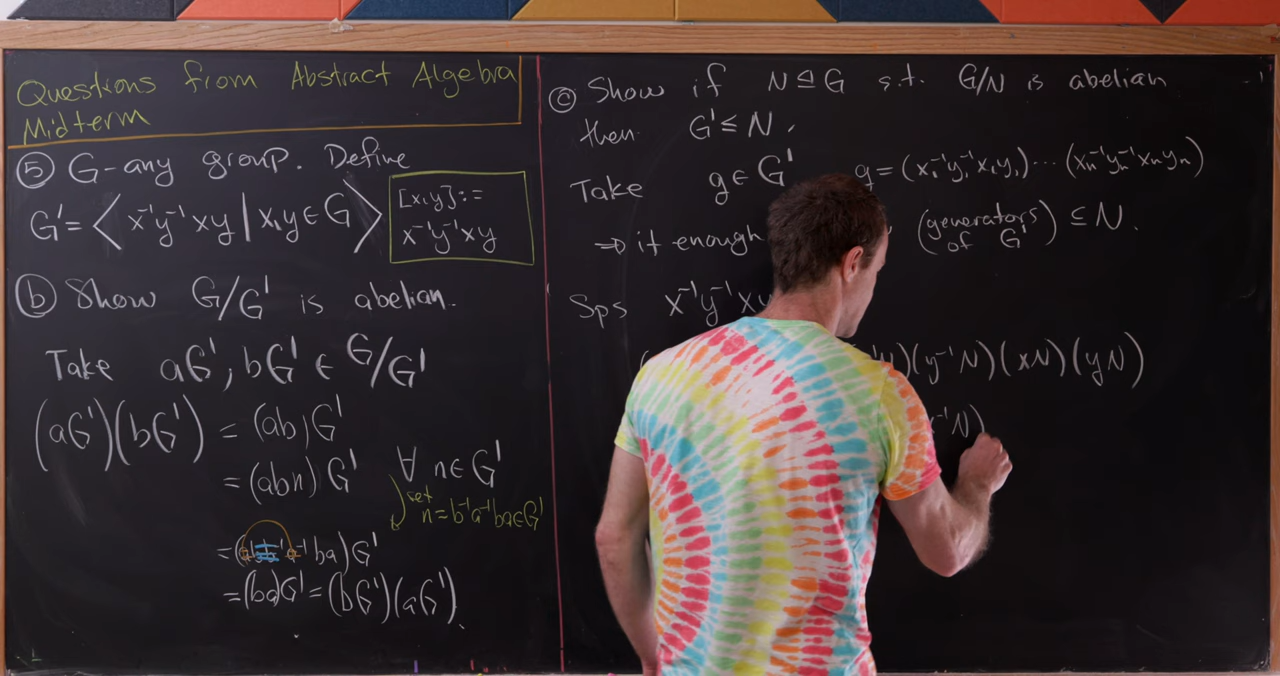 Questions from Abstract Algebra
Midterm
⑤ G-any group. Define
G' = ⟨ x⁻¹y⁻¹xy | x,y ∈ G ⟩
[x,y] :=
x⁻¹y⁻¹xy
ⓑ Show G/G' is abelian.
Take aG', bG' ∈ G/G'
(aG')(bG') = (ab)G'
= (abn)G' ∀ n ∈ G'
set
n = b⁻¹a⁻¹ba ∈ G'
ba)G'
= (ba)G' = (bG')(aG').
ⓒ Show if N ⊴ G s.t. G/N is abelian
then G' ≤ N.
Take g ∈ G' g = (x₁⁻¹y₁⁻¹x₁y₁) ⋯ (xₙ⁻¹yₙ⁻¹xₙyₙ)
⇒ it enough (generators of G') ⊆ N.
Sps x⁻¹y⁻¹xy
(y⁻¹N)(xN)(yN)
⁻¹N)